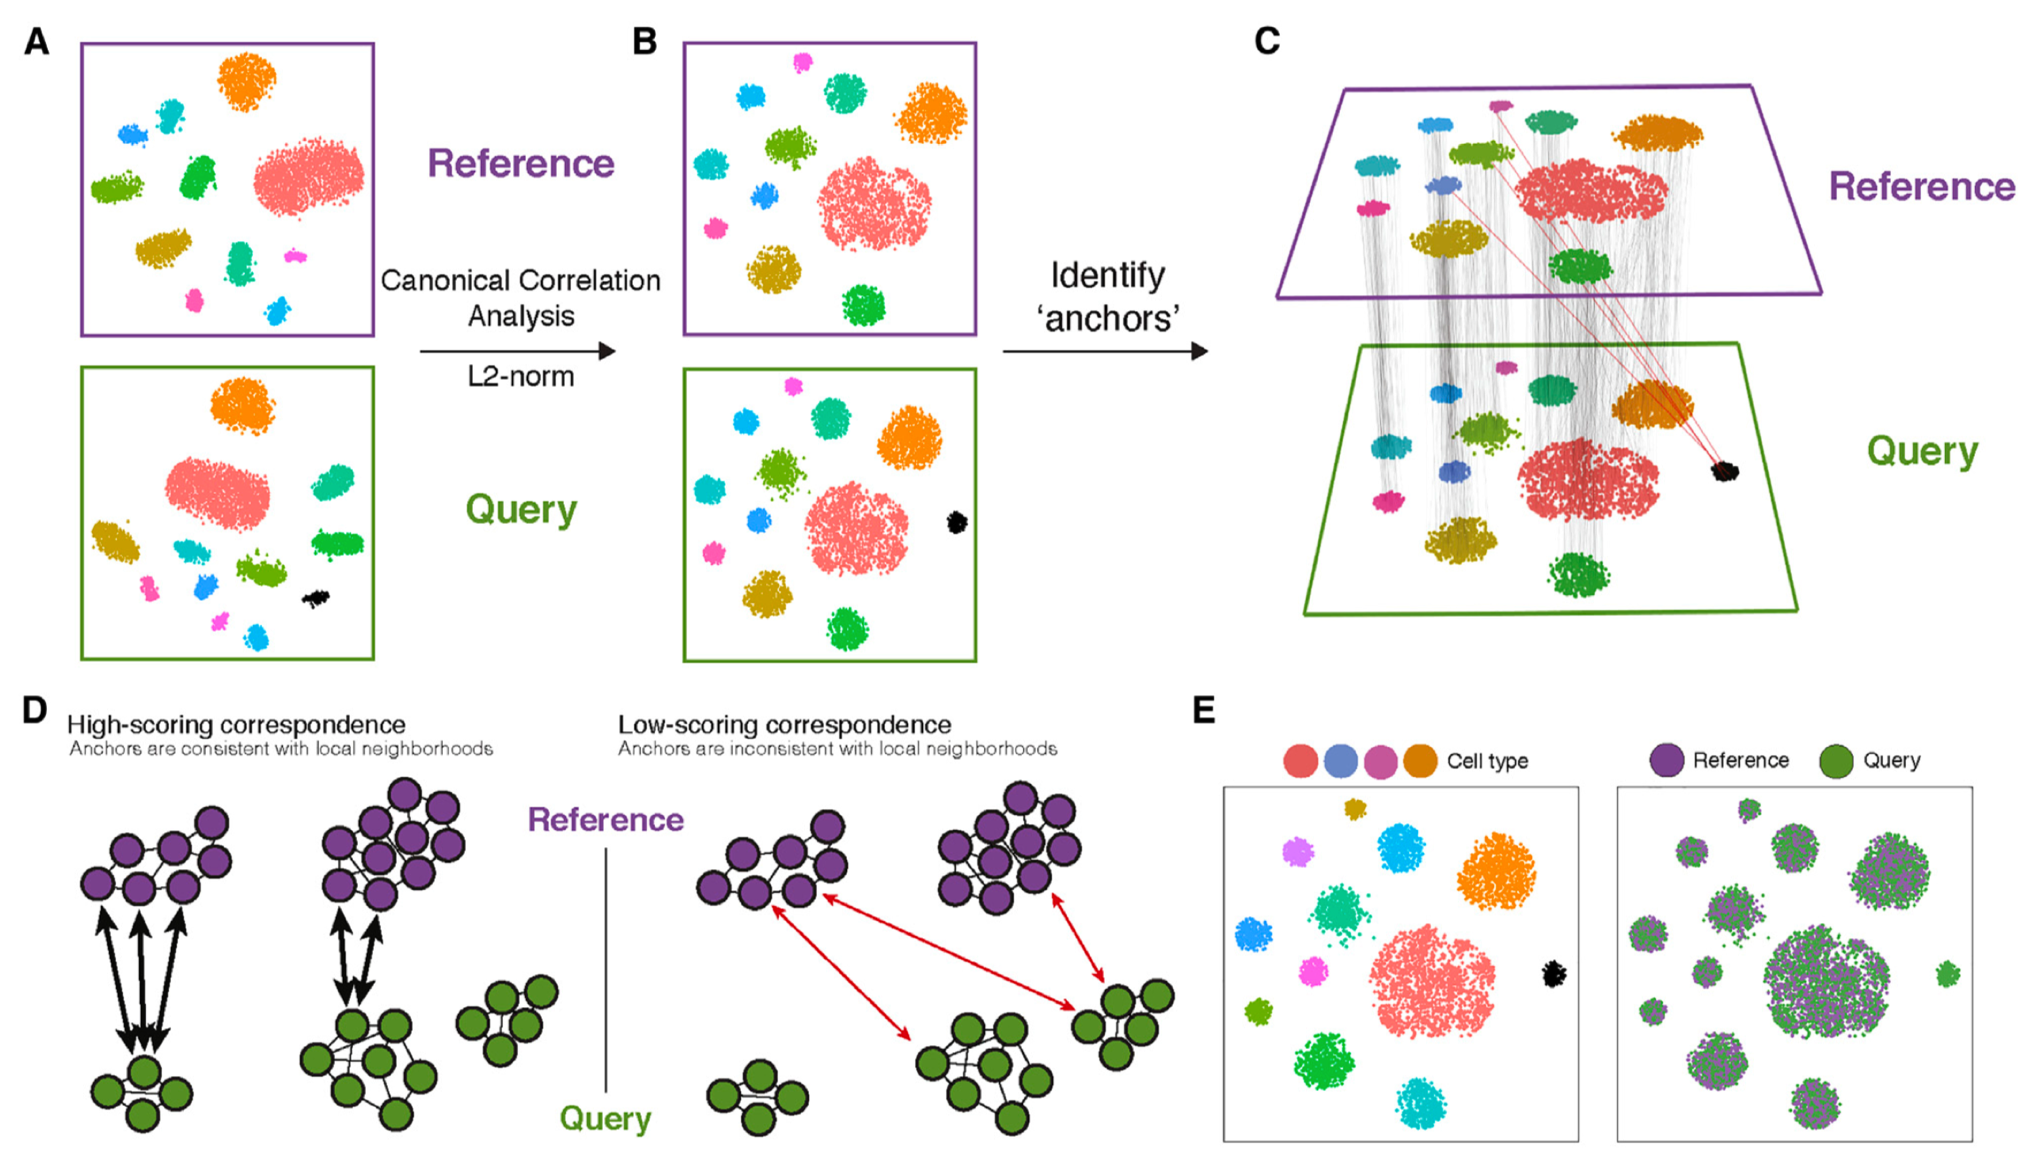 A
B
C
Reference
Canonical Correlation
Analysis
L2-norm
Query
Identify
‘anchors’
Reference
Query
D
High-scoring correspondence
Anchors are consistent with local neighborhoods
Low-scoring correspondence
Anchors are inconsistent with local neighborhoods
Reference
Query
E
Cell type
Reference
Query